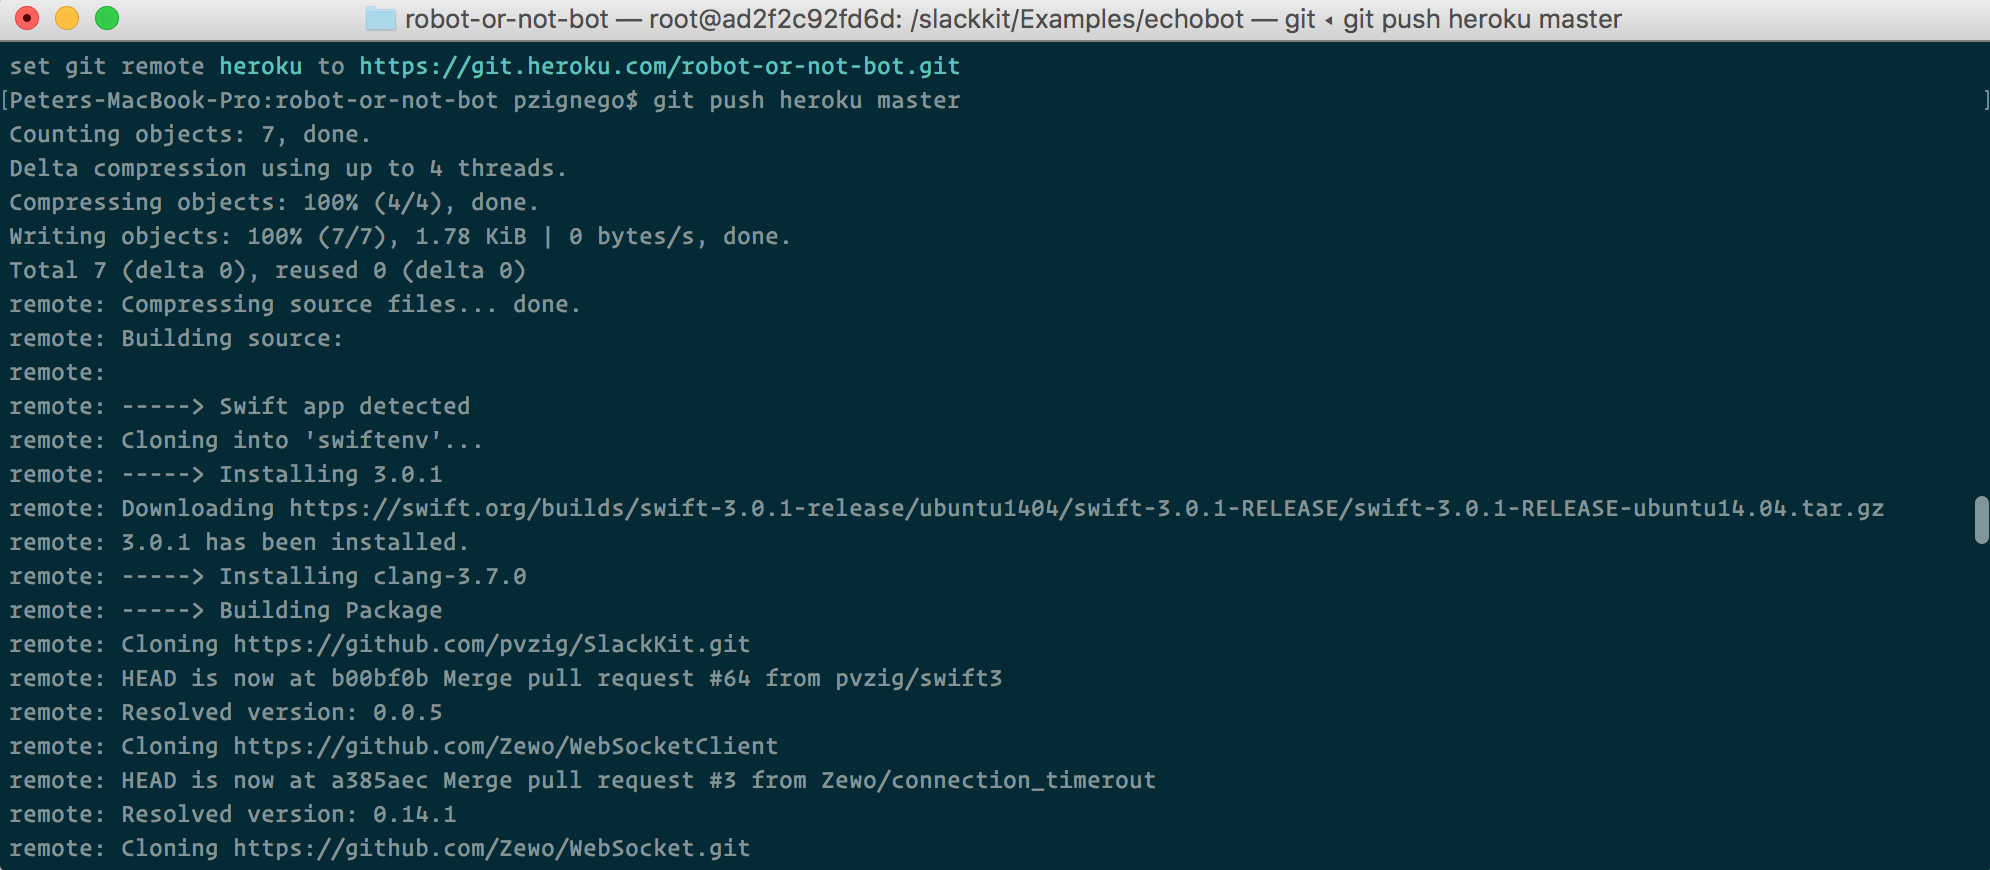 robot-or-not-bot — root@ad2f2c92fd6d: /slackkit/Examples/echobot — git ◂ git push heroku master
set git remote heroku to https://git.heroku.com/robot-or-not-bot.git
[Peters-MacBook-Pro:robot-or-not-bot pzignego$ git push heroku master ]
Counting objects: 7, done.
Delta compression using up to 4 threads.
Compressing objects: 100% (4/4), done.
Writing objects: 100% (7/7), 1.78 KiB | 0 bytes/s, done.
Total 7 (delta 0), reused 0 (delta 0)
remote: Compressing source files... done.
remote: Building source:
remote:
remote: -----> Swift app detected
remote: Cloning into 'swiftenv'...
remote: -----> Installing 3.0.1
remote: Downloading https://swift.org/builds/swift-3.0.1-release/ubuntu1404/swift-3.0.1-RELEASE/swift-3.0.1-RELEASE-ubuntu14.04.tar.gz
remote: 3.0.1 has been installed.
remote: -----> Installing clang-3.7.0
remote: -----> Building Package
remote: Cloning https://github.com/pvzig/SlackKit.git
remote: HEAD is now at b00bf0b Merge pull request #64 from pvzig/swift3
remote: Resolved version: 0.0.5
remote: Cloning https://github.com/Zewo/WebSocketClient
remote: HEAD is now at a385aec Merge pull request #3 from Zewo/connection_timerout
remote: Resolved version: 0.14.1
remote: Cloning https://github.com/Zewo/WebSocket.git